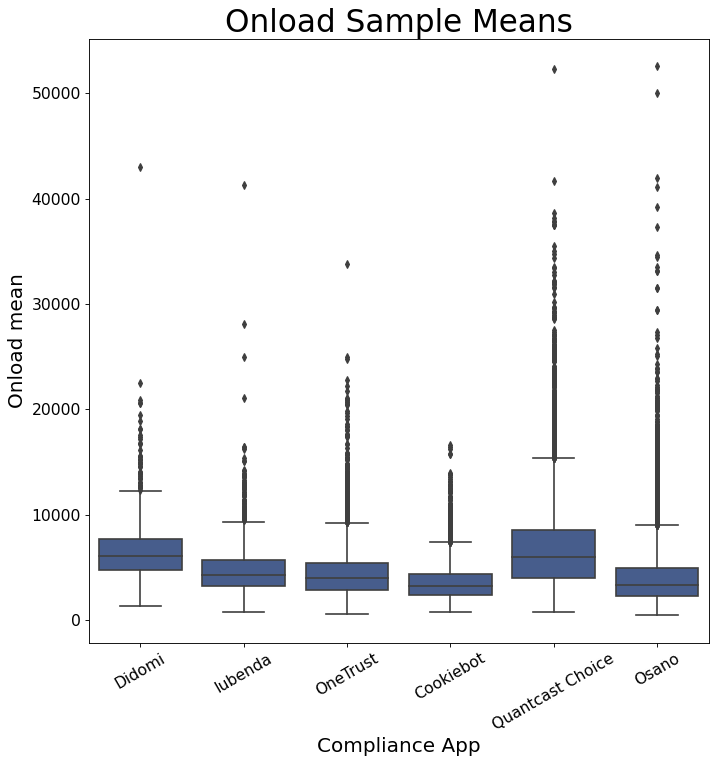 Onload Sample Means
50000
40000
30000
20000
10000
0
Onload mean
Didomi
Iubenda
OneTrust
Cookiebot
Quantcast Choice
Osano
Compliance App